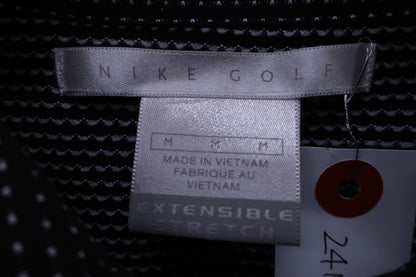 NIKE GOLF
M M M
MADE IN VIETNAM
FABRIQUE AU
VIETNAM
EXTENSIBLE
STRETCH